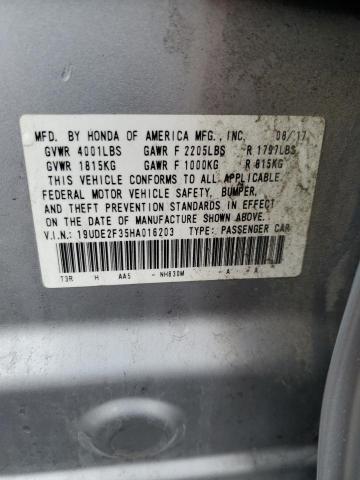 MFD. BY HONDA OF AMERICA MFG., INC. 08/17
GVWR 4001LBS GAWR F 2205LBS R 1797LBS
GVWR 1815KG GAWR F 1000KG R 815KG
THIS VEHICLE CONFORMS TO ALL APPLICABLE
FEDERAL MOTOR VEHICLE SAFETY, BUMPER,
AND THEFT PREVENTION STANDARDS IN EFFECT
ON THE DATE OF MANUFACTURE SHOWN ABOVE.
V.I.N.: 19UDE2F35HA016203 TYPE: PASSENGER CAR
T3R H AA5 - NH830M - A - A